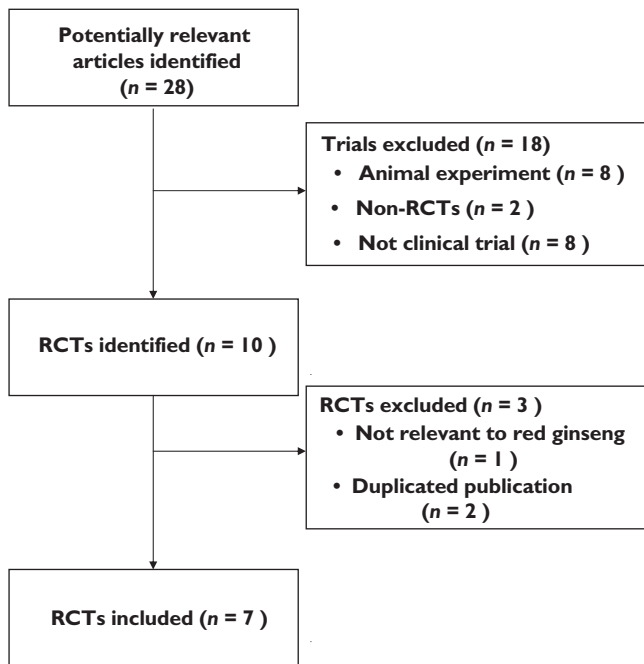 Potentially relevant
articles identified
(n = 28)
Trials excluded (n = 18)
• Animal experiment (n = 8)
• Non-RCTs (n = 2)
• Not clinical trial (n = 8)
RCTs identified (n = 10 )
RCTs excluded (n = 3 )
• Not relevant to red ginseng
(n = 1 )
• Duplicated publication
(n = 2 )
RCTs included (n = 7 )